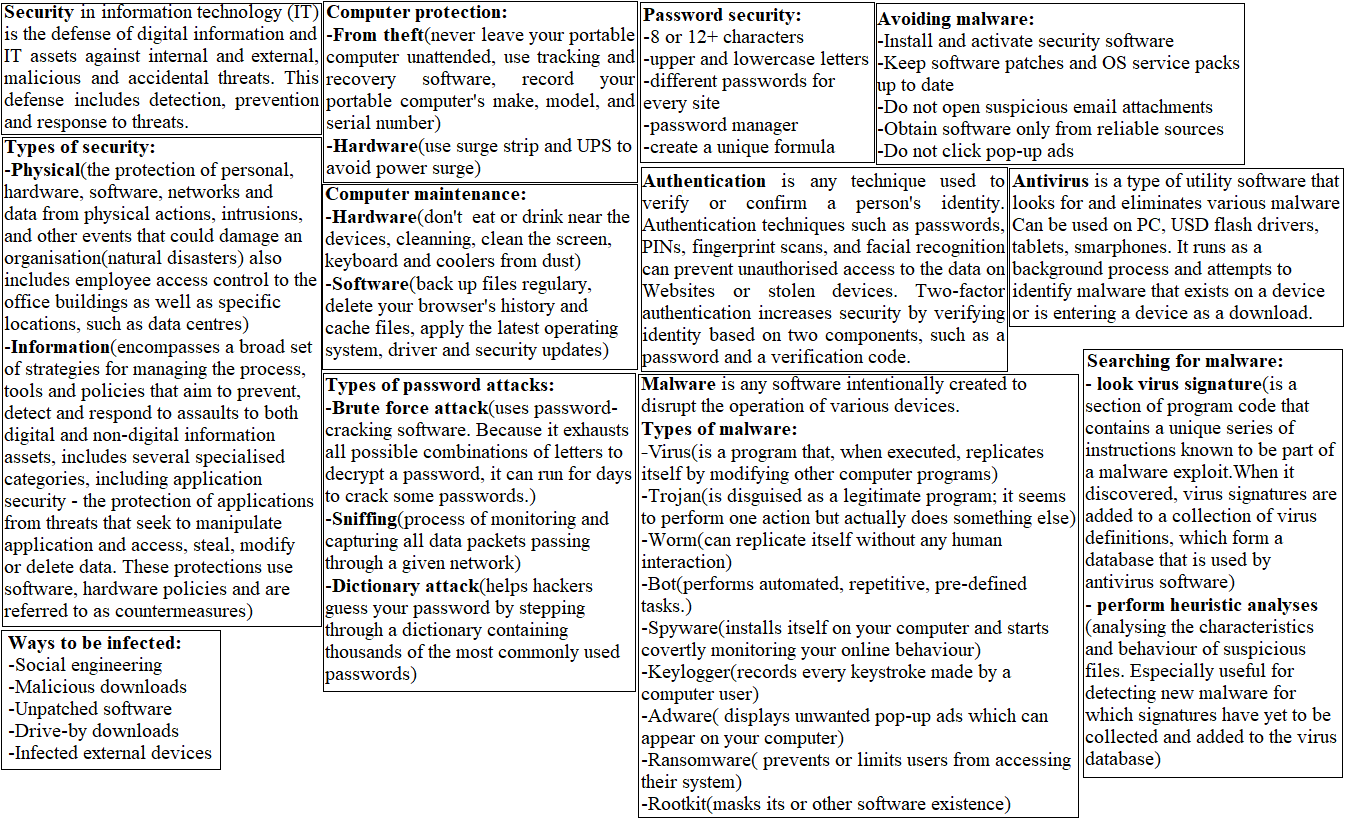 Security in information technology (IT)
is the defense of digital information and
IT assets against internal and external,
malicious and accidental threats. This
defense includes detection, prevention
and response to threats.
Types of security:
-Physical(the protection of personal,
hardware, software, networks and
data from physical actions, intrusions,
and other events that could damage an
organisation(natural disasters) also
includes employee access control to the
office buildings as well as specific
locations, such as data centres)
-Information(encompasses a broad set
of strategies for managing the process,
tools and policies that aim to prevent,
detect and respond to assaults to both
digital and non-digital information
assets, includes several specialised
categories, including application
security - the protection of applications
from threats that seek to manipulate
application and access, steal, modify
or delete data. These protections use
software, hardware policies and are
referred to as countermeasures)
Ways to be infected:
-Social engineering
-Malicious downloads
-Unpatched software
-Drive-by downloads
-Infected external devices
Computer protection:
-From theft(never leave your portable
computer unattended, use tracking and
recovery software, record your
portable computer's make, model, and
serial number)
-Hardware(use surge strip and UPS to
avoid power surge)
Computer maintenance:
-Hardware(don't eat or drink near the
devices, cleanning, clean the screen,
keyboard and coolers from dust)
-Software(back up files regulary,
delete your browser's history and
cache files, apply the latest operating
system, driver and security updates)
Types of password attacks:
-Brute force attack(uses password-
cracking software. Because it exhausts
all possible combinations of letters to
decrypt a password, it can run for days
to crack some passwords.)
-Sniffing(process of monitoring and
capturing all data packets passing
through a given network)
-Dictionary attack(helps hackers
guess your password by stepping
through a dictionary containing
thousands of the most commonly used
passwords)
Password security:
-8 or 12+ characters
-upper and lowercase letters
-different passwords for
every site
-password manager
-create a unique formula
Avoiding malware:
-Install and activate security software
-Keep software patches and OS service packs
up to date
-Do not open suspicious email attachments
-Obtain software only from reliable sources
-Do not click pop-up ads
Authentication is any technique used to
verify or confirm a person's identity.
Authentication techniques such as passwords,
PINs, fingerprint scans, and facial recognition
can prevent unauthorised access to the data on
Websites or stolen devices. Two-factor
authentication increases security by verifying
identity based on two components, such as a
password and a verification code.
Antivirus is a type of utility software that
looks for and eliminates various malware
Can be used on PC, USD flash drivers,
tablets, smarphones. It runs as a
background process and attempts to
identify malware that exists on a device
or is entering a device as a download.
Malware is any software intentionally created to
disrupt the operation of various devices.
Types of malware:
-Virus(is a program that, when executed, replicates
itself by modifying other computer programs)
-Trojan(is disguised as a legitimate program; it seems
to perform one action but actually does something else)
-Worm(can replicate itself without any human
interaction)
-Bot(performs automated, repetitive, pre-defined
tasks.)
-Spyware(installs itself on your computer and starts
covertly monitoring your online behaviour)
-Keylogger(records every keystroke made by a
computer user)
-Adware( displays unwanted pop-up ads which can
appear on your computer)
-Ransomware( prevents or limits users from accessing
their system)
-Rootkit(masks its or other software existence)
Searching for malware:
- look virus signature(is a
section of program code that
contains a unique series of
instructions known to be part of
a malware exploit.When it
discovered, virus signatures are
added to a collection of virus
definitions, which form a
database that is used by
antivirus software)
- perform heuristic analyses
(analysing the characteristics
and behaviour of suspicious
files. Especially useful for
detecting new malware for
which signatures have yet to be
collected and added to the virus
database)